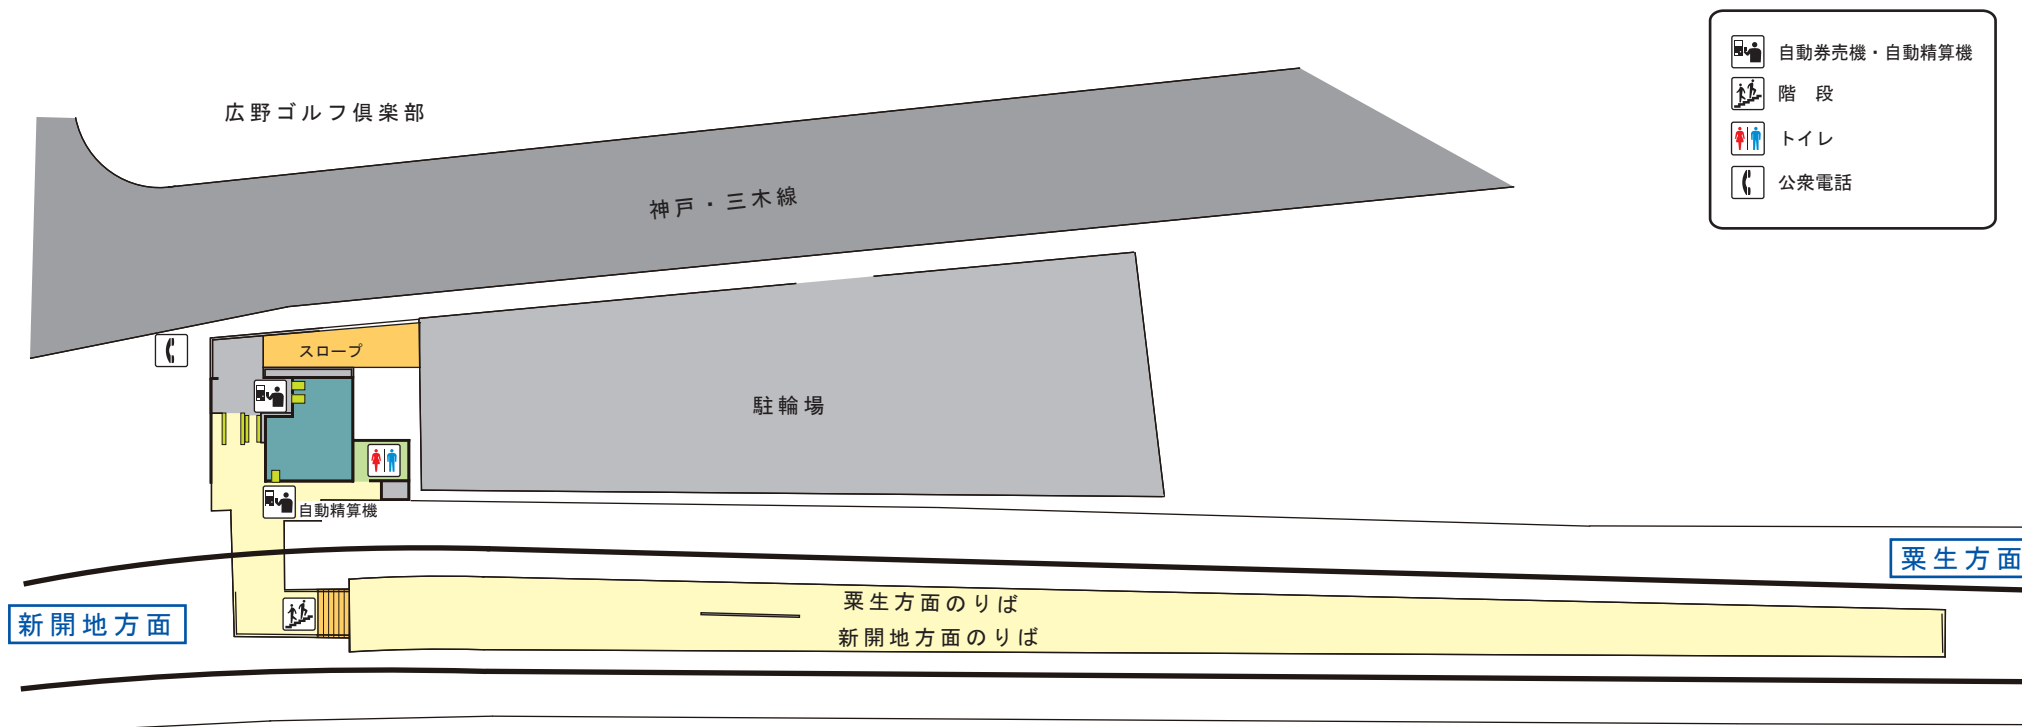 自動券売機・自動精算機
階　段
トイレ
公衆電話
広野ゴルフ倶楽部
神戸・三木線
スロープ
駐輪場
自動精算機
粟生方面
粟生方面のりば
新開地方面
新開地方面のりば